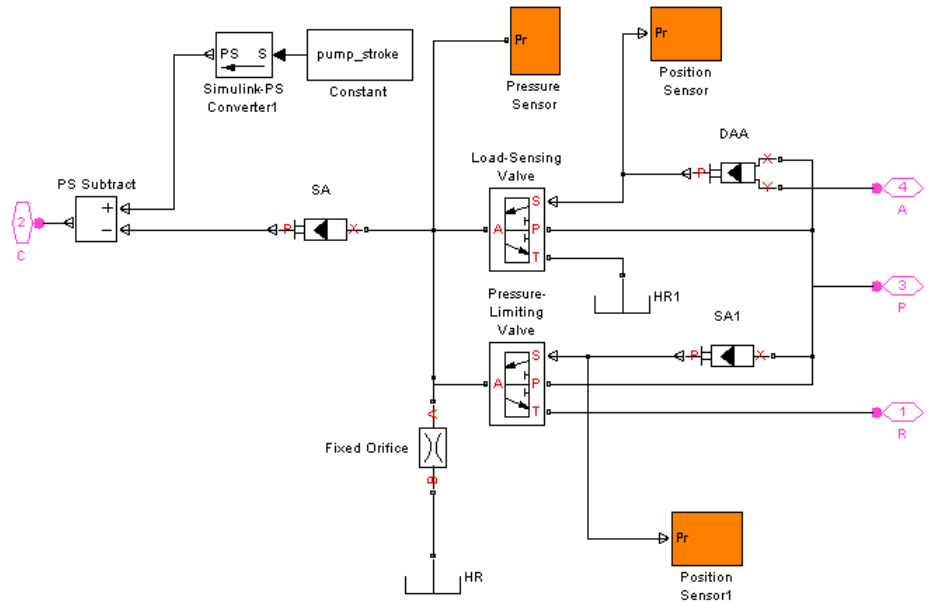 PS S
Simulink-PS
Converter1
pump_stroke
Constant
Pr
Pressure
Sensor
Pr
Position
Sensor
DAA
P X
Y
4
A
Load-Sensing
Valve
S
A P
T
PS Subtract
+
−
2
C
SA
P X
HR1
3
P
Pressure-
Limiting
Valve
S
A P
T
SA1
P X
1
R
A
Fixed Orifice
B
HR
Pr
Position
Sensor1